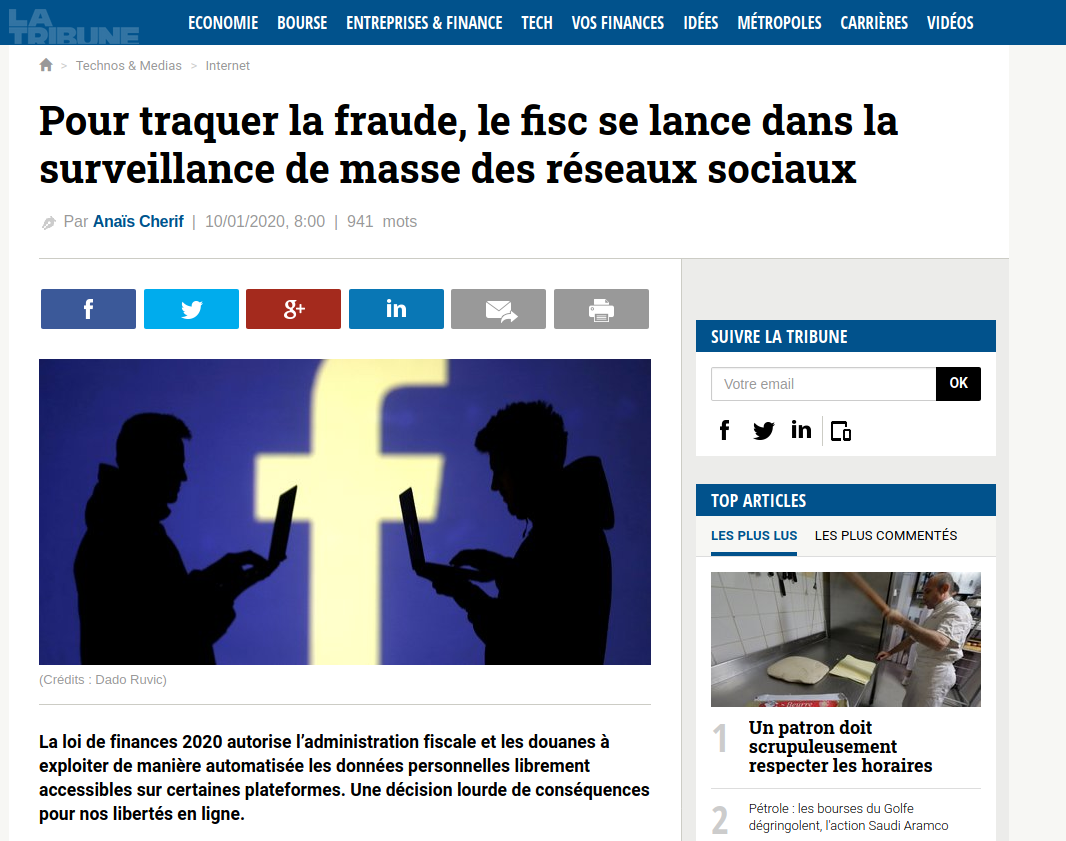 LA TRIBUNE
ECONOMIE BOURSE ENTREPRISES & FINANCE TECH VOS FINANCES IDÉES MÉTROPOLES CARRIÈRES VIDÉOS
> Technos & Medias > Internet
Pour traquer la fraude, le fisc se lance dans la
surveillance de masse des réseaux sociaux
Par Anaïs Cherif | 10/01/2020, 8:00 | 941 mots
f g+ in
(Crédits : Dado Ruvic)
La loi de finances 2020 autorise l’administration fiscale et les douanes à
exploiter de manière automatisée les données personnelles librement
accessibles sur certaines plateformes. Une décision lourde de conséquences
pour nos libertés en ligne.
SUIVRE LA TRIBUNE
Votre email OK
f in
TOP ARTICLES
LES PLUS LUS LES PLUS COMMENTÉS
Beurre
1 Un patron doit
scrupuleusement
respecter les horaires
2 Pétrole : les bourses du Golfe
dégringolent, l'action Saudi Aramco